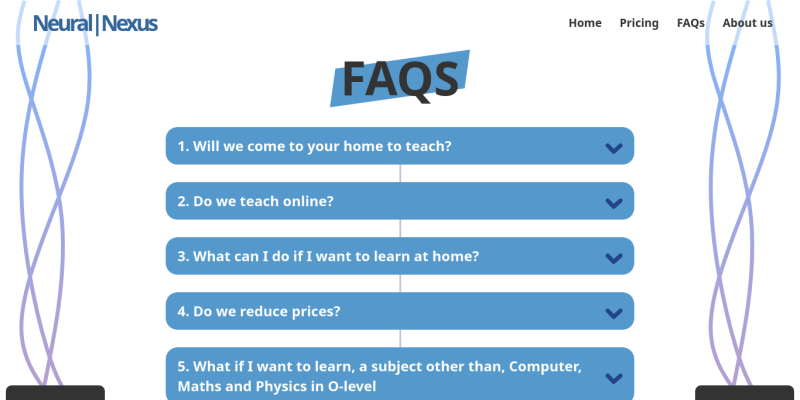 Neural|Nexus
Home Pricing FAQs About us
FAQS
1. Will we come to your home to teach?
2. Do we teach online?
3. What can I do if I want to learn at home?
4. Do we reduce prices?
5. What if I want to learn, a subject other than, Computer,
Maths and Physics in O-level